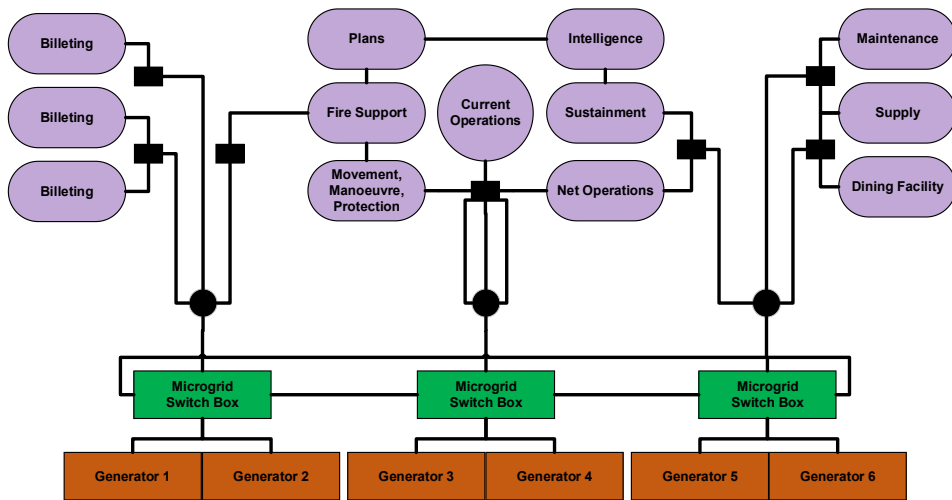 Billeting
Plans
Intelligence
Maintenance
Billeting
Fire Support
Current
Operations
Sustainment
Supply
Billeting
Movement,
Manoeuvre,
Protection
Net Operations
Dining Facility
Microgrid
Switch Box
Microgrid
Switch Box
Microgrid
Switch Box
Generator 1
Generator 2
Generator 3
Generator 4
Generator 5
Generator 6